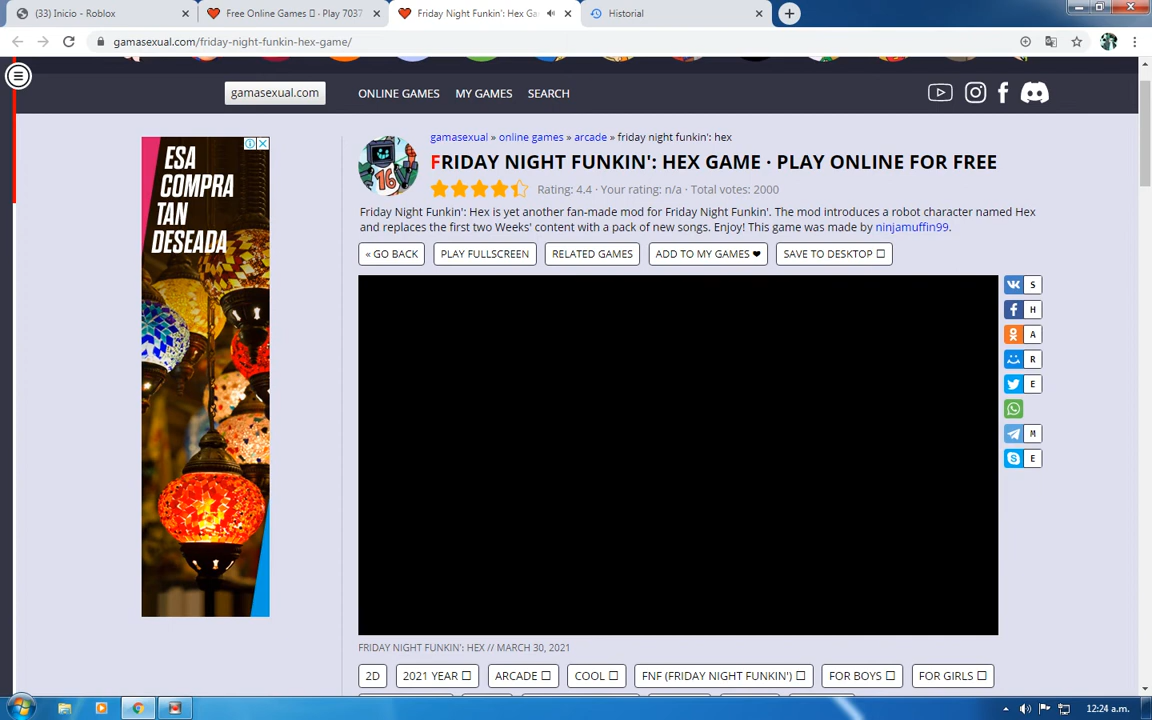 (33) Inicio - Roblox
Free Online Games · Play 7037
Friday Night Funkin': Hex Ga
Historial
gamasexual.com/friday-night-funkin-hex-game/
gamasexual.com
ONLINE GAMES
MY GAMES
SEARCH
gamasexual » online games » arcade » friday night funkin': hex
FRIDAY NIGHT FUNKIN': HEX GAME · PLAY ONLINE FOR FREE
Rating: 4.4 · Your rating: n/a · Total votes: 2000
Friday Night Funkin': Hex is yet another fan-made mod for Friday Night Funkin'. The mod introduces a robot character named Hex
and replaces the first two Weeks' content with a pack of new songs. Enjoy! This game was made by ninjamuffin99.
« GO BACK
PLAY FULLSCREEN
RELATED GAMES
ADD TO MY GAMES ❤
SAVE TO DESKTOP
ESA
COMPRA
TAN
DESEADA
16
S
H
A
R
E
M
E
FRIDAY NIGHT FUNKIN': HEX // MARCH 30, 2021
2D
2021 YEAR
ARCADE
COOL
FNF (FRIDAY NIGHT FUNKIN')
FOR BOYS
FOR GIRLS
12:24 a.m.